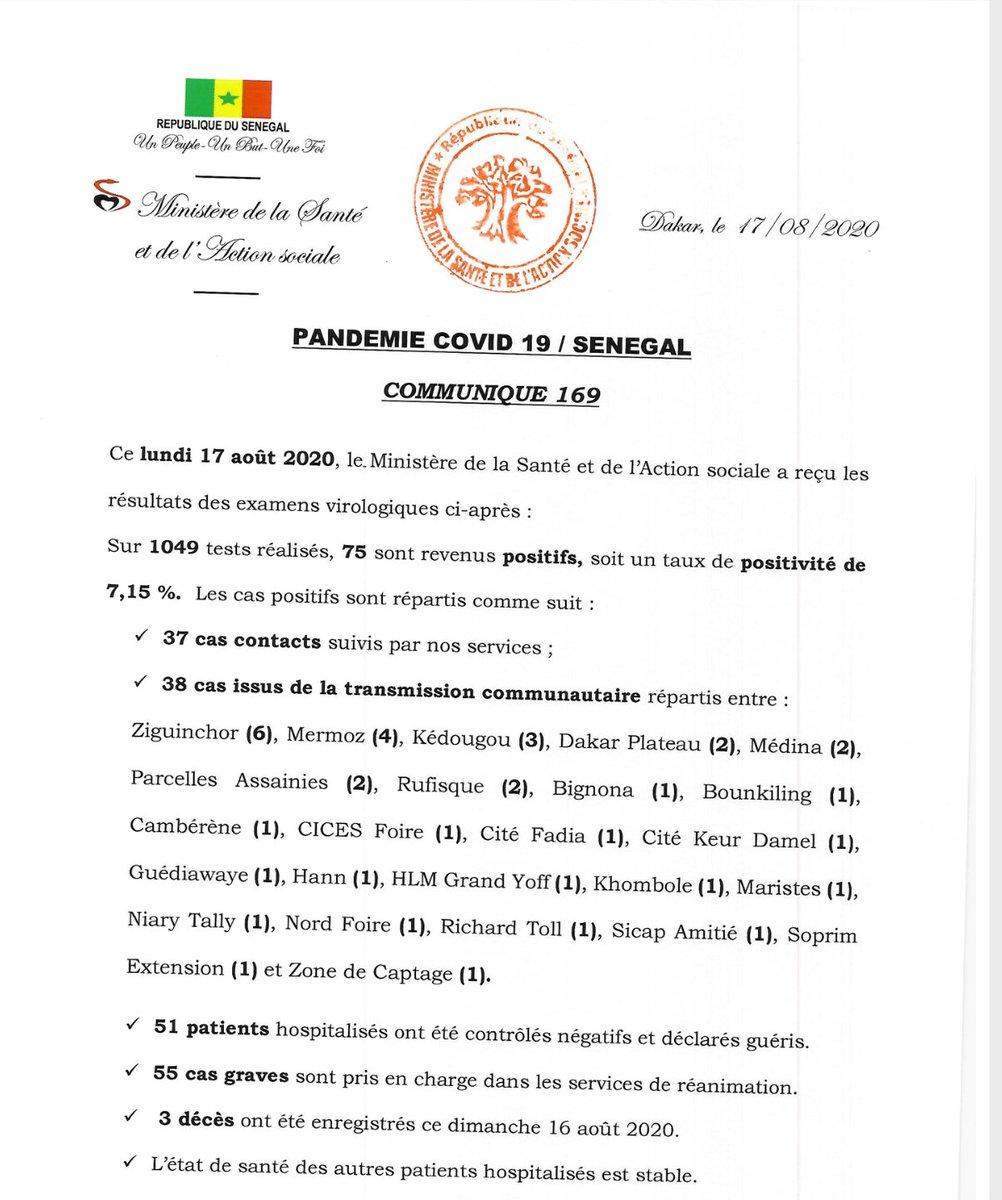 REPUBLIQUE DU SENEGAL
Un Peuple-Un But-Une Foi
Ministère de la Santé
et de l'Action sociale
République du Sénégal
MINISTÈRE DE LA SANTÉ ET DE L'ACTION SOC
Dakar, le 17/08/2020
PANDEMIE COVID 19 / SENEGAL
COMMUNIQUE 169
Ce lundi 17 août 2020, le Ministère de la Santé et de l'Action sociale a reçu les
résultats des examens virologiques ci-après :
Sur 1049 tests réalisés, 75 sont revenus positifs, soit un taux de positivité de
7,15 %. Les cas positifs sont répartis comme suit :
✓ 37 cas contacts suivis par nos services ;
✓ 38 cas issus de la transmission communautaire répartis entre :
Ziguinchor (6), Mermoz (4), Kédougou (3), Dakar Plateau (2), Médina (2),
Parcelles Assainies (2), Rufisque (2), Bignona (1), Bounkiling (1),
Cambérène (1), CICES Foire (1), Cité Fadia (1), Cité Keur Damel (1),
Guédiawaye (1), Hann (1), HLM Grand Yoff (1), Khombole (1), Maristes (1),
Niary Tally (1), Nord Foire (1), Richard Toll (1), Sicap Amitié (1), Soprim
Extension (1) et Zone de Captage (1).
✓ 51 patients hospitalisés ont été contrôlés négatifs et déclarés guéris.
✓ 55 cas graves sont pris en charge dans les services de réanimation.
✓ 3 décès ont été enregistrés ce dimanche 16 août 2020.
✓ L'état de santé des autres patients hospitalisés est stable.